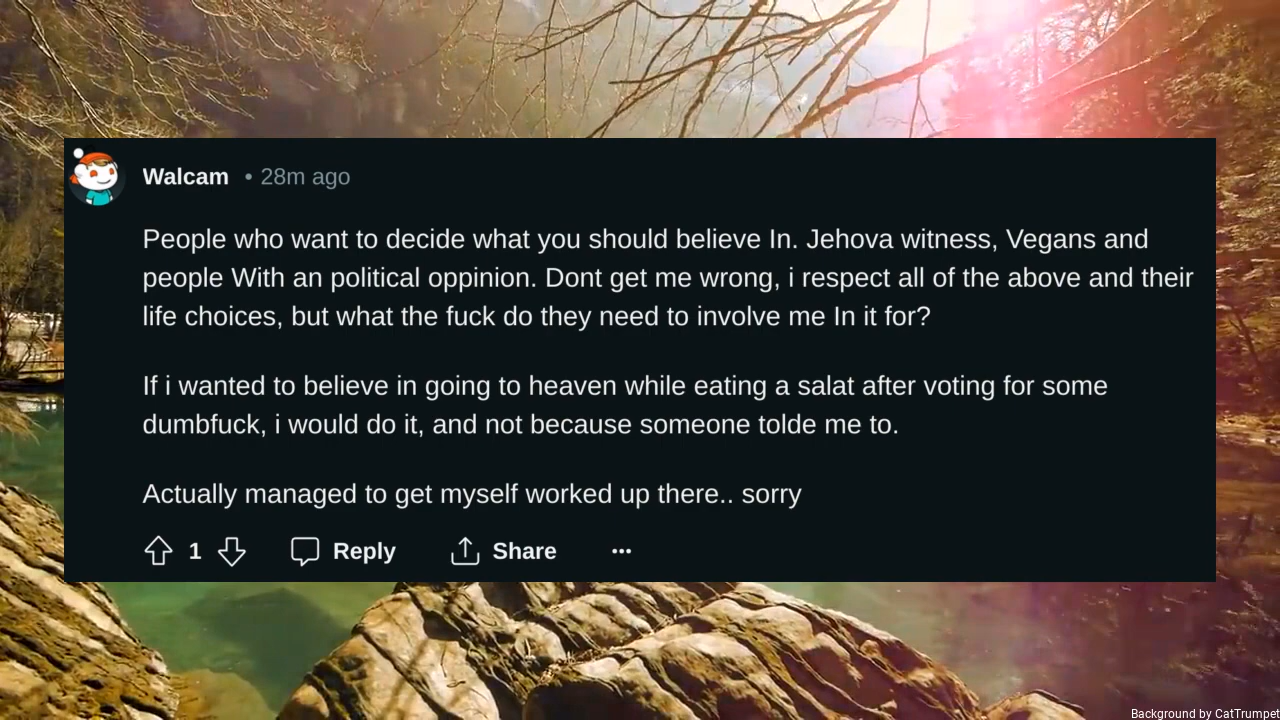 Walcam • 28m ago
People who want to decide what you should believe In. Jehova witness, Vegans and
people With an political oppinion. Dont get me wrong, i respect all of the above and their
life choices, but what the fuck do they need to involve me In it for?
If i wanted to believe in going to heaven while eating a salat after voting for some
dumbfuck, i would do it, and not because someone tolde me to.
Actually managed to get myself worked up there.. sorry
1 Reply Share ···
Background by CatTrumpet